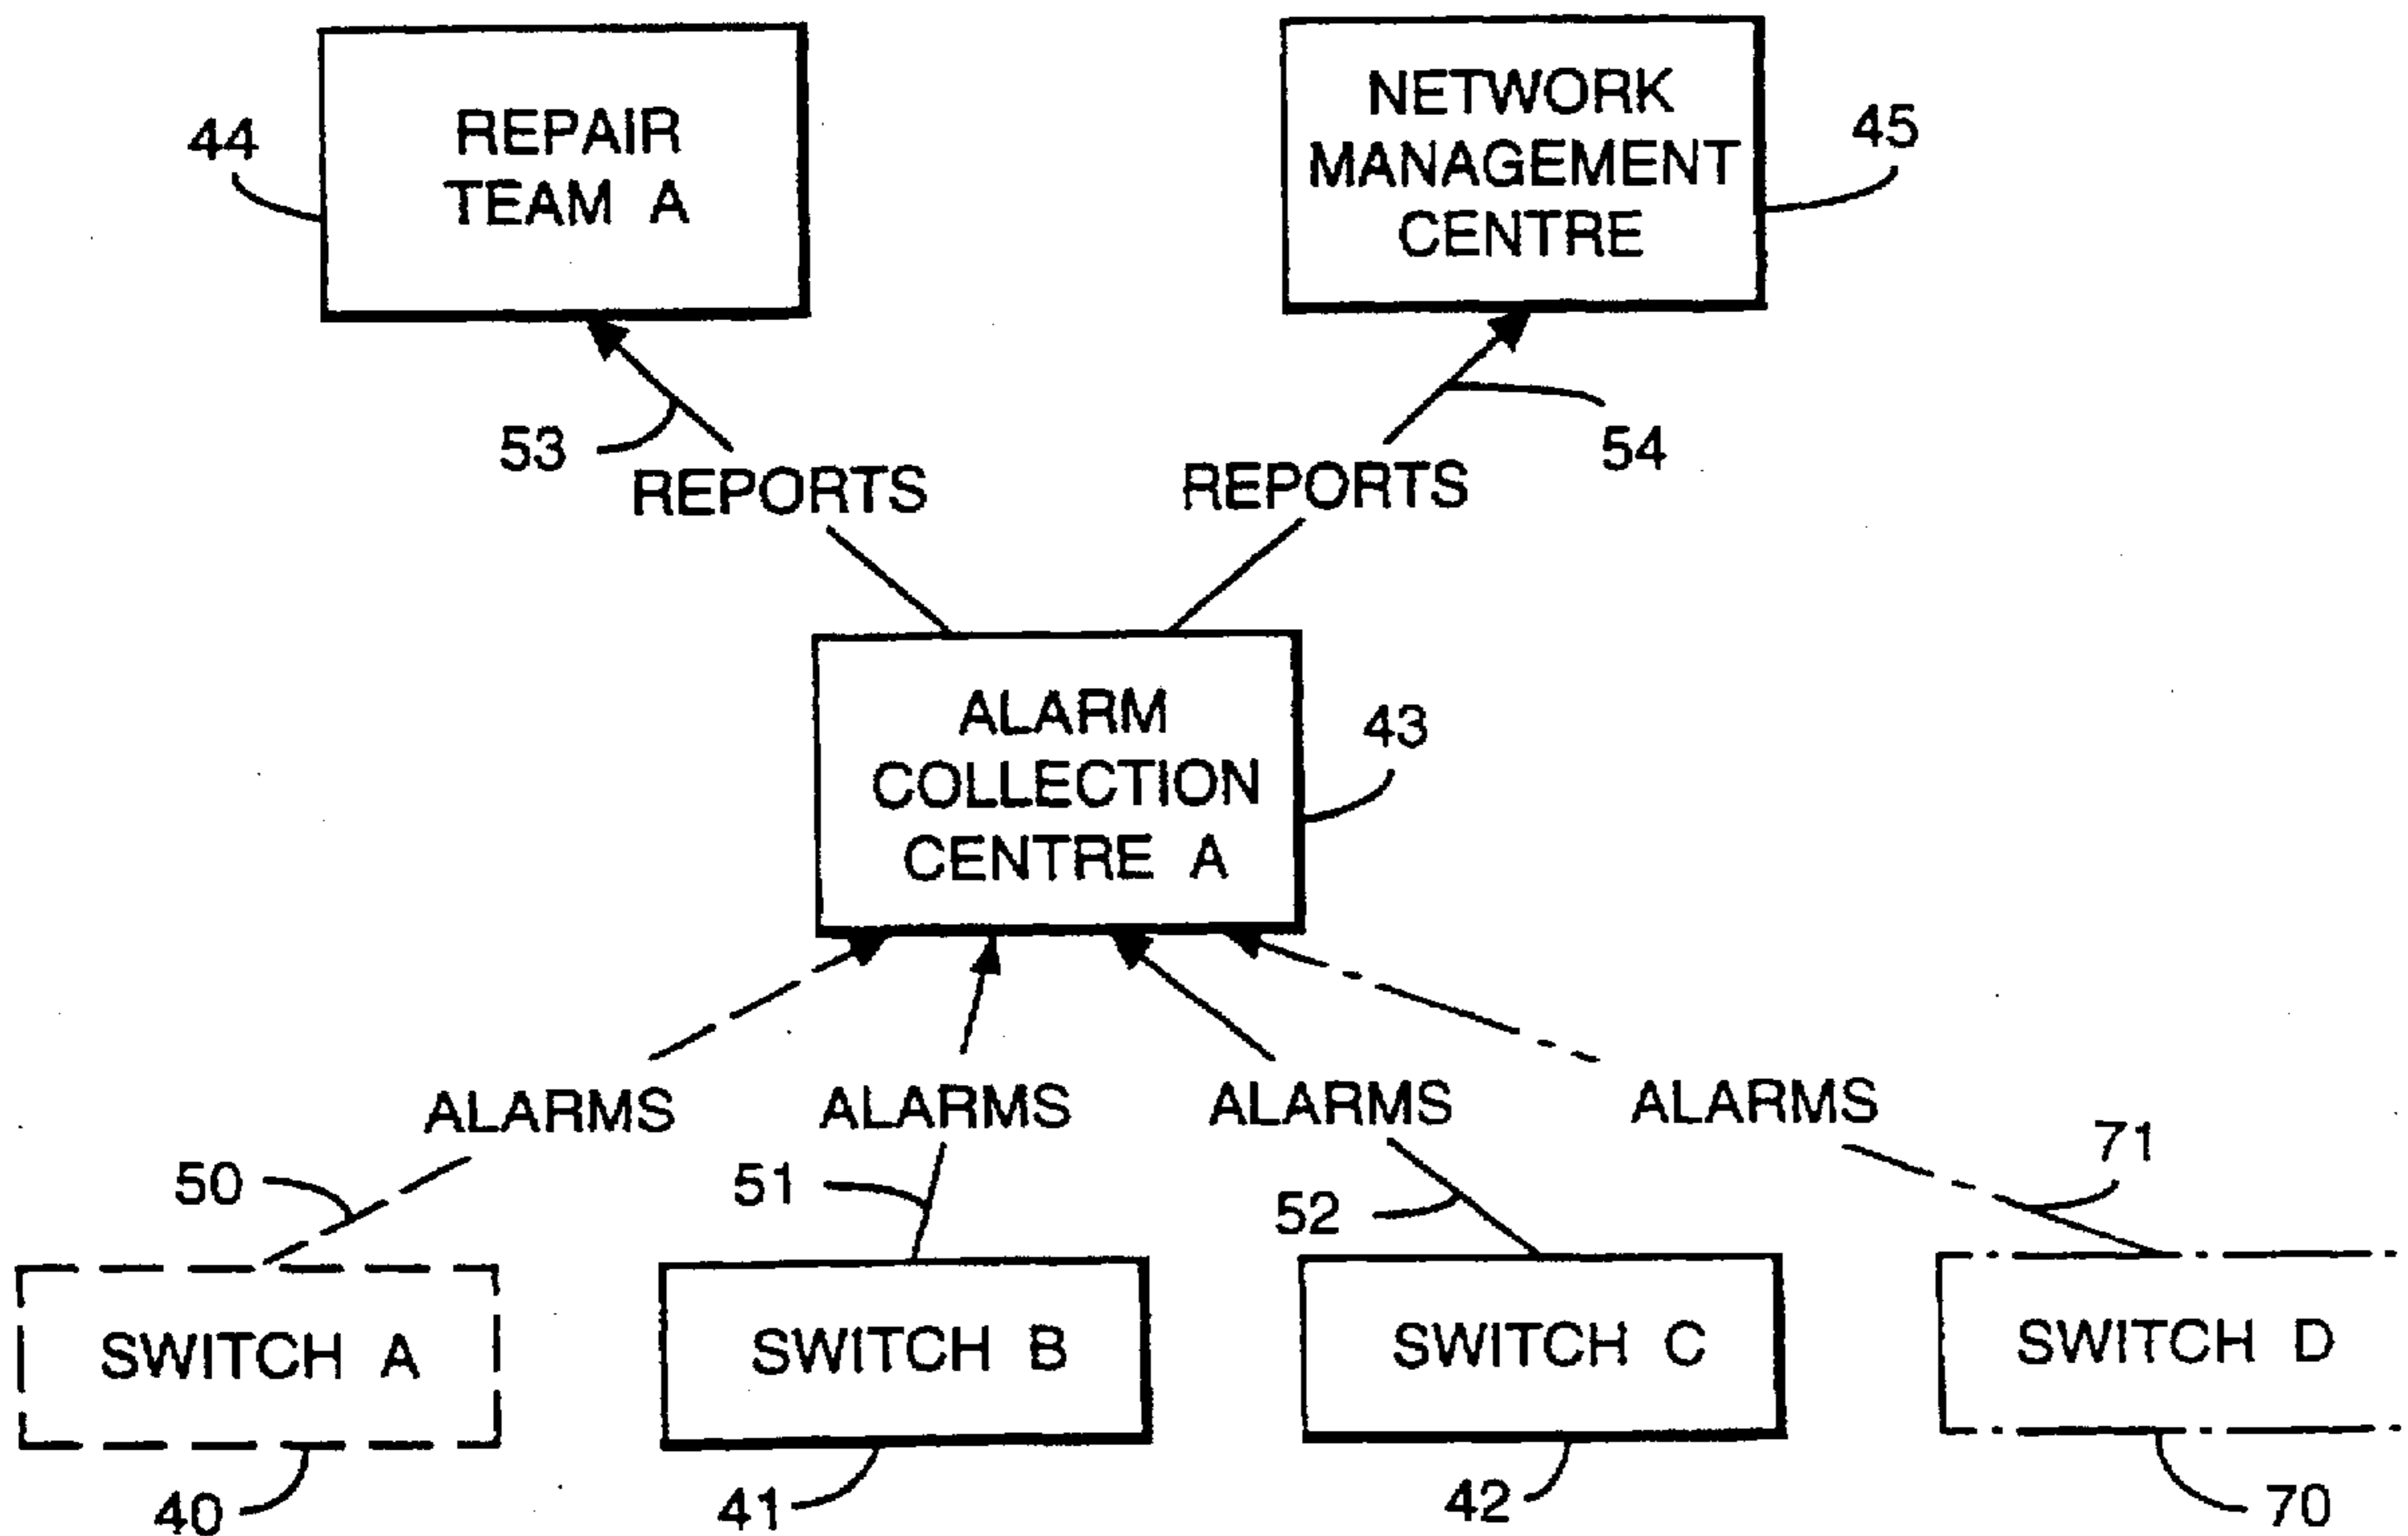 REPAIR
TEAM A
44
NETWORK
MANAGEMENT
CENTRE
45
53
REPORTS
REPORTS
54
ALARM
COLLECTION
CENTRE A
43
ALARMS
ALARMS
ALARMS
ALARMS
50
51
52
71
SWITCH A
SWITCH B
SWITCH C
SWITCH D
40
41
42
70